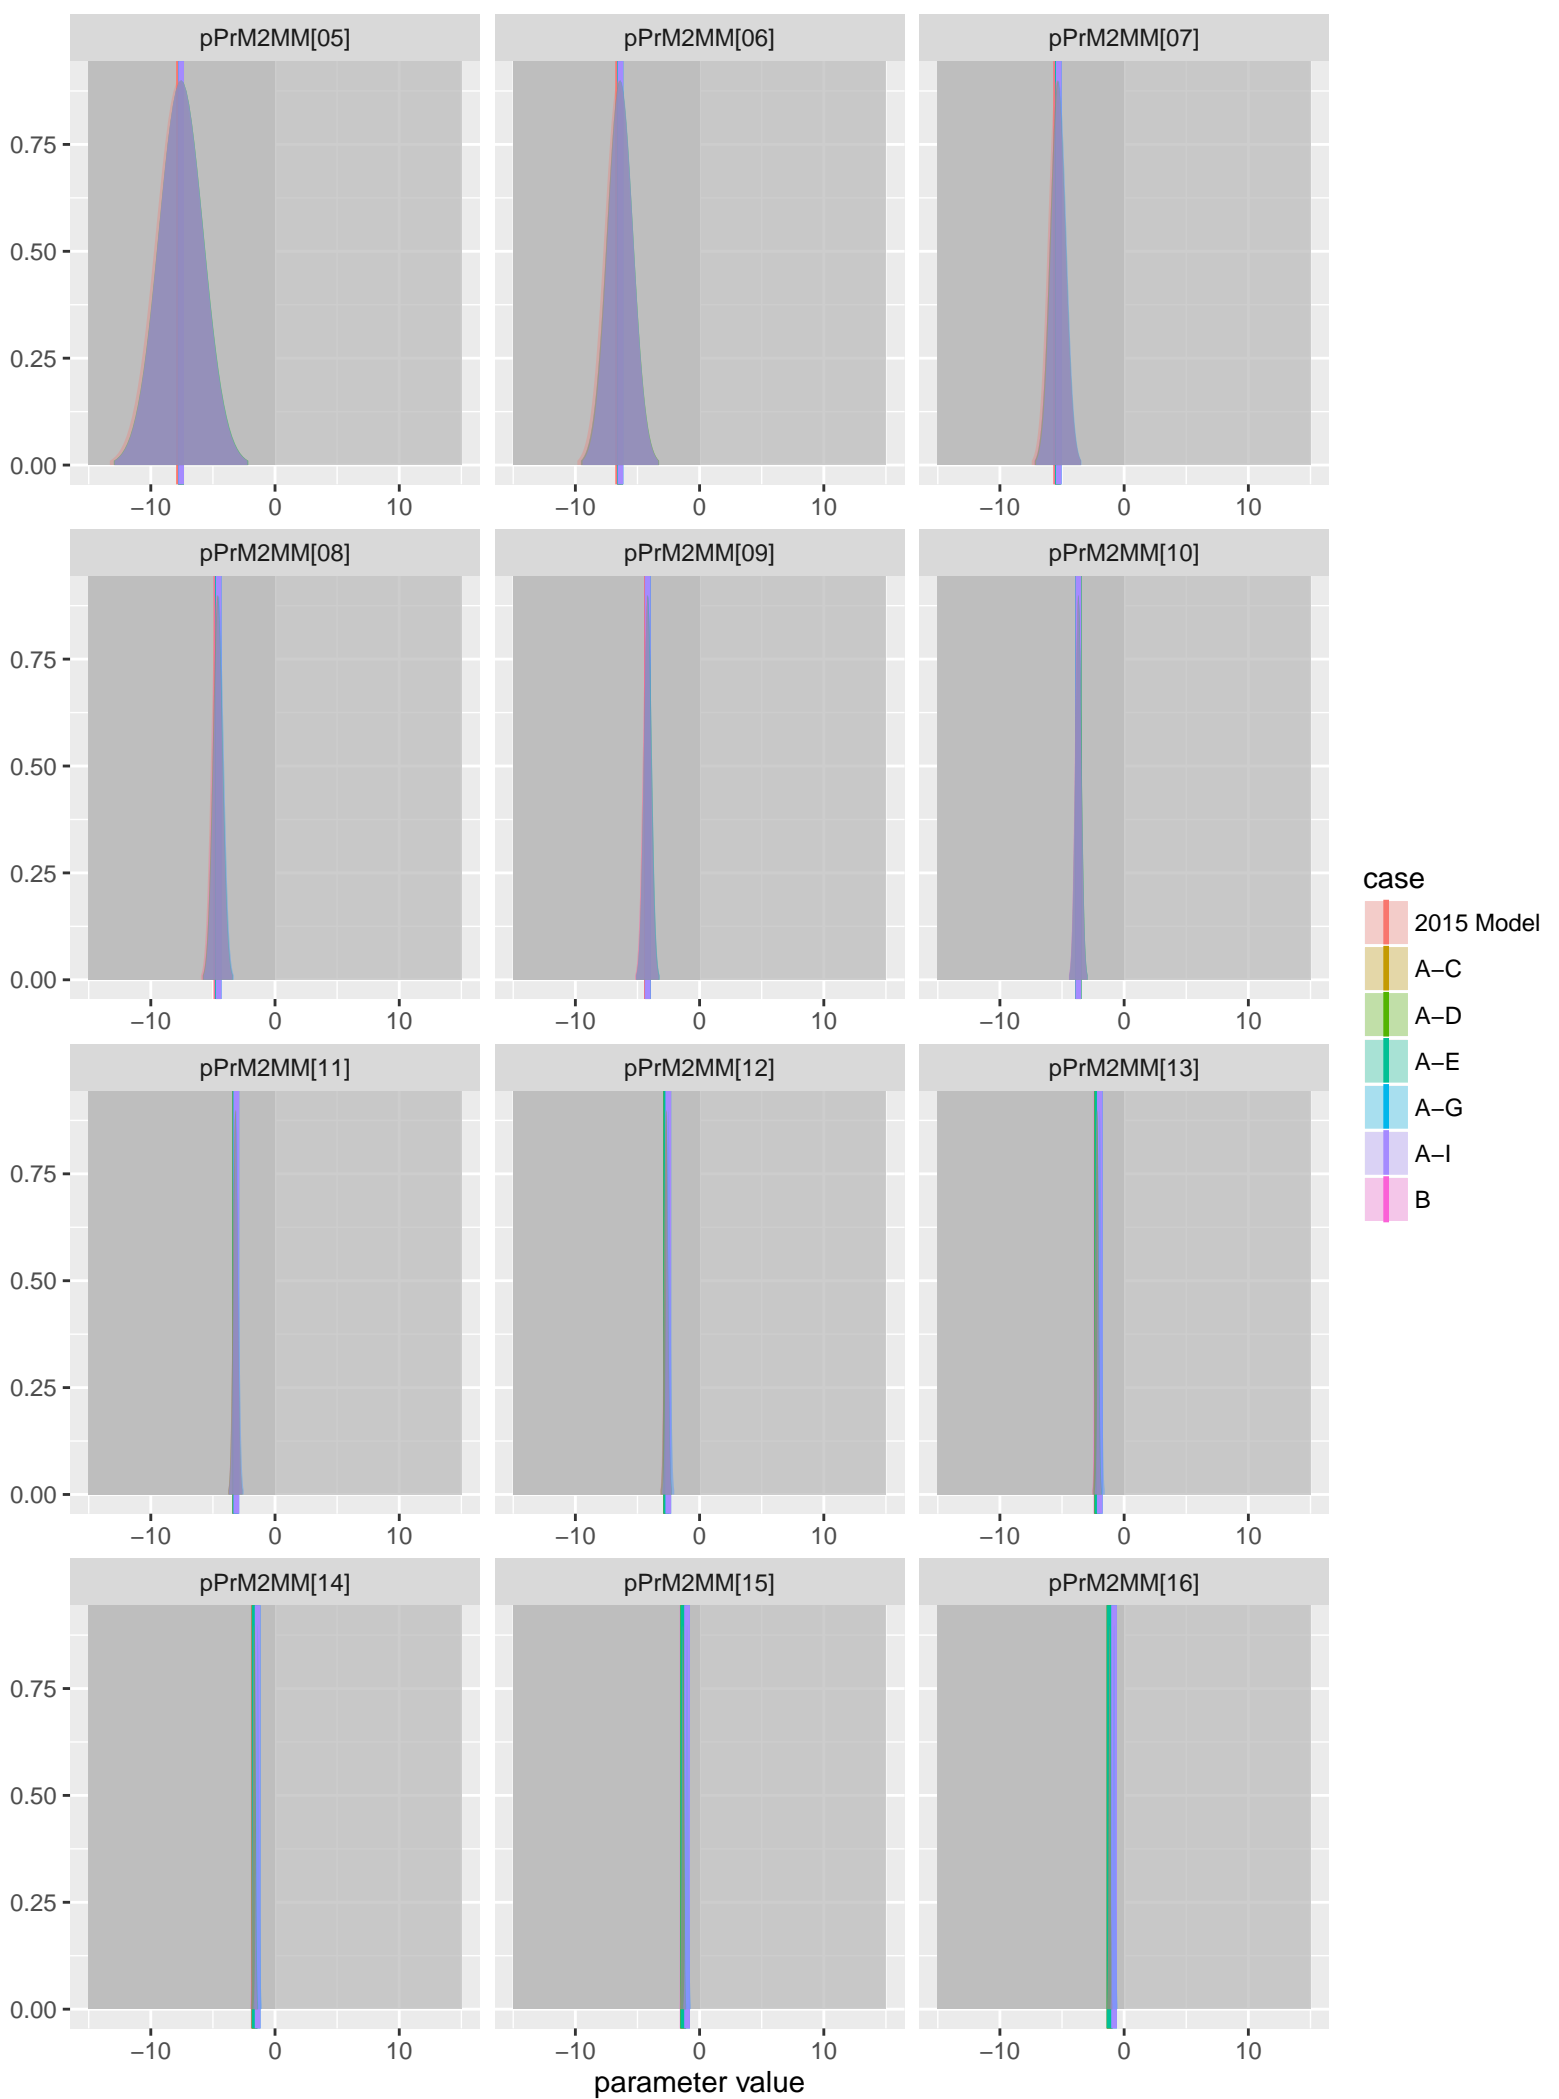 pPrM2MM[05] pPrM2MM[06] pPrM2MM[07]
0.75
0.50
0.25
0.00
−10 0 10 −10 0 10 −10 0 10
pPrM2MM[08] pPrM2MM[09] pPrM2MM[10]
0.75
0.50
0.25
0.00
−10 0 10 −10 0 10 −10 0 10
pPrM2MM[11] pPrM2MM[12] pPrM2MM[13]
0.75
0.50
0.25
0.00
−10 0 10 −10 0 10 −10 0 10
pPrM2MM[14] pPrM2MM[15] pPrM2MM[16]
0.75
0.50
0.25
0.00
−10 0 10 −10 0 10 −10 0 10
parameter value
case
2015 Model
A−C
A−D
A−E
A−G
A−I
B